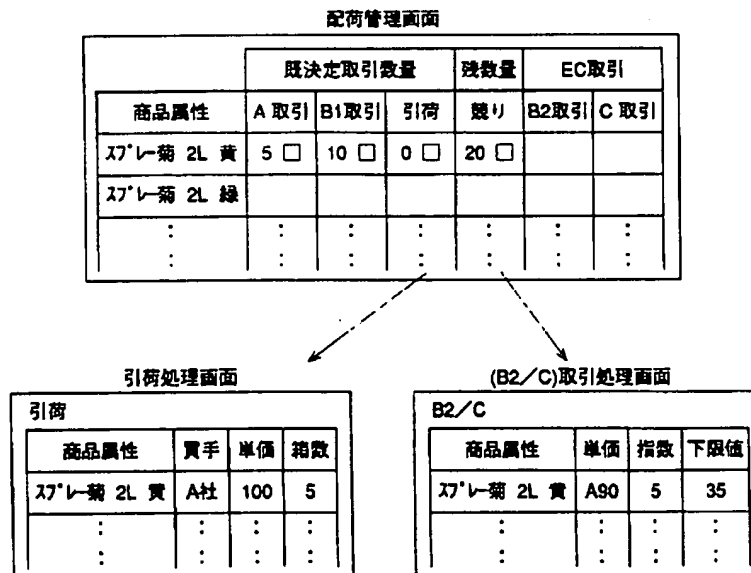 配荷管理画面
既決定取引数量 残数量 EC取引
商品属性 A取引 B1取引 引荷 競り B2取引 C取引
スプレー菊 2L 黄 5 □ 10 □ 0 □ 20 □
スプレー菊 2L 緑
: : : : : : :
: : : : : : :
引荷処理画面
引荷
商品属性 買手 単価 箱数
スプレー菊 2L 黄 A社 100 5
: : : :
: : : :
(B2/C)取引処理画面
B2/C
商品属性 単価 指数 下限値
スプレー菊 2L 黄 A90 5 35
: : : :
: : : :